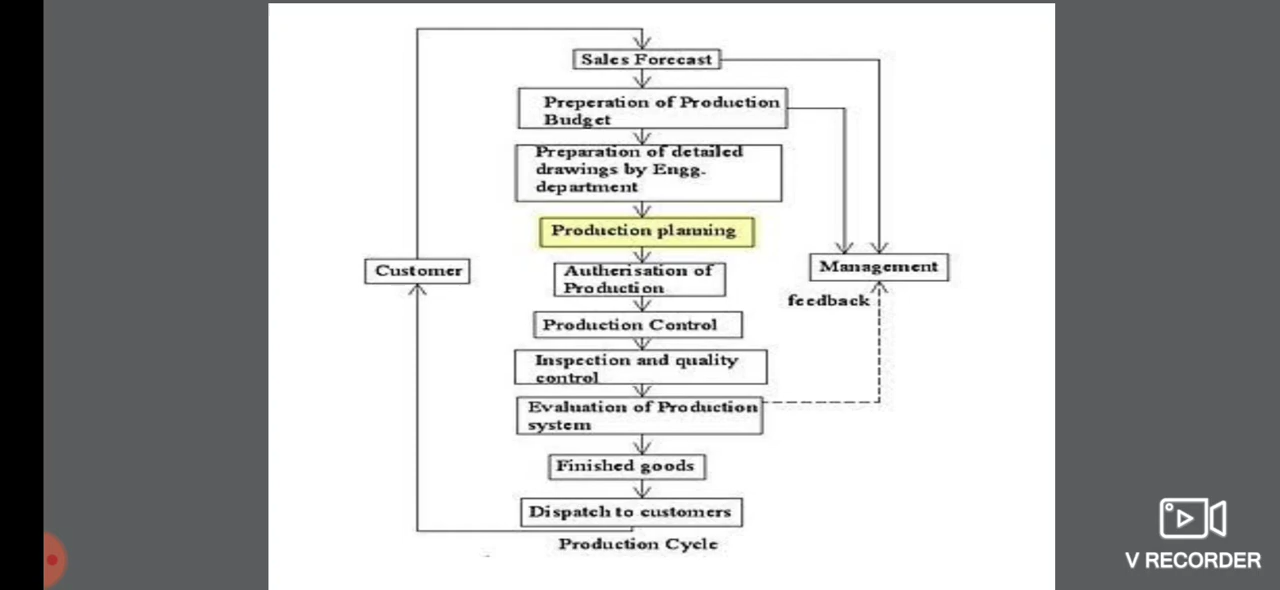 Sales Forecast
Preperation of Production
Budget
Preparation of detailed
drawings by Engg.
department
Production planning
Customer
Autherisation of
Production
Management
feedback
Production Control
Inspection and quality
control
Evaluation of Production
system
Finished goods
Dispatch to customers
Production Cycle
V RECORDER